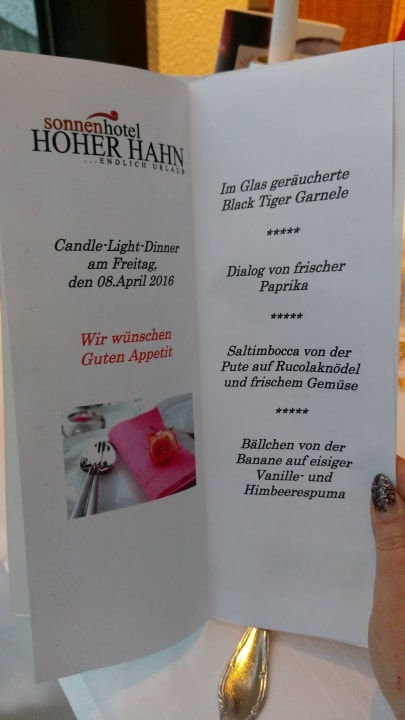 sonnenhotel
HOHER HAHN
...ENDLICH URLAUB
Candle-Light-Dinner
am Freitag,
den 08.April 2016
Wir wünschen
Guten Appetit
Im Glas geräucherte
Black Tiger Garnele
*****
Dialog von frischer
Paprika
*****
Saltimbocca von der
Pute auf Rucolaknödel
und frischem Gemüse
*****
Bällchen von der
Banane auf eisiger
Vanille- und
Himbeerespuma